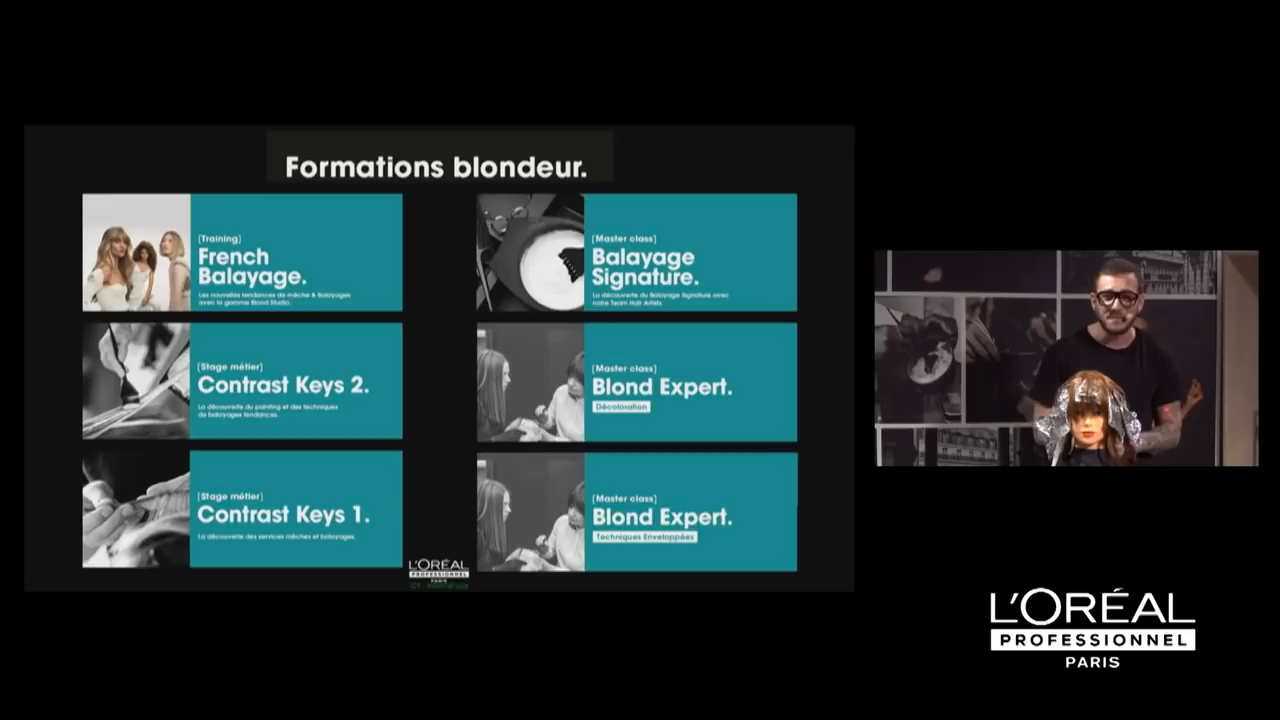 Formations blondeur.
[Training]
French
Balayage.
Les nouvelles tendances de mèche & Balayages
avec la gamme Blond Studio.
[Master class]
Balayage
Signature.
La découverte du Balayage Signature avec
notre Team Hair Artists.
[Stage métier]
Contrast Keys 2.
La découverte du painting et des techniques
de balayages tendances.
[Master class]
Blond Expert.
Décoloration
[Stage métier]
Contrast Keys 1.
La découverte des services mèches et balayages.
[Master class]
Blond Expert.
Techniques Enveloppées
L'ORÉAL
PROFESSIONNEL
PARIS
L'ORÉAL
PROFESSIONNEL
PARIS